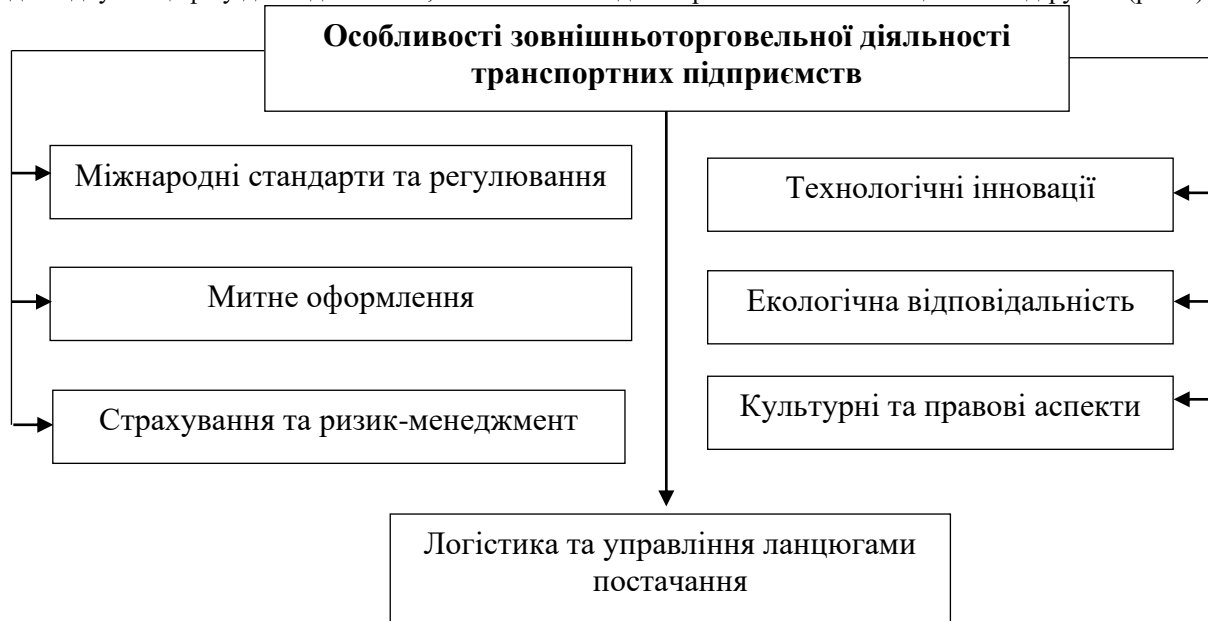 Особливості зовнішньоторговельної діяльності
транспортних підприємств
Міжнародні стандарти та регулювання
Митне оформлення
Страхування та ризик-менеджмент
Технологічні інновації
Екологічна відповідальність
Культурні та правові аспекти
Логістика та управління ланцюгами
постачання